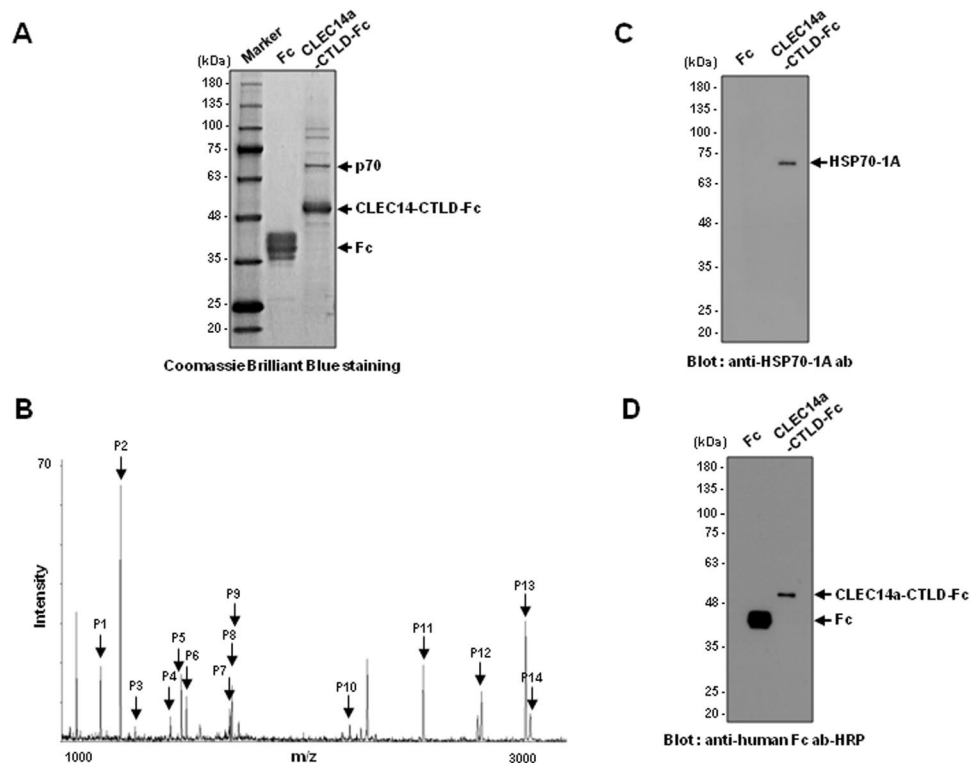 A
Marker
Fc
CLEC14a
-CTLD-Fc
(kDa)
180 -
135 -
100 -
75 -
63 -
48 -
35 -
25 -
20 -
p70
CLEC14-CTLD-Fc
Fc
Coomassie Brilliant Blue staining
B
70
Intensity
P1
P2
P3
P4
P5
P6
P7
P8
P9
P10
P11
P12
P13
P14
1000
m/z
3000
C
Fc
CLEC14a
-CTLD-Fc
(kDa)
180 -
135 -
100 -
75 -
63 -
48 -
35 -
25 -
20 -
HSP70-1A
Blot : anti-HSP70-1A ab
D
Fc
CLEC14a
-CTLD-Fc
(kDa)
180 -
135 -
100 -
75 -
63 -
48 -
35 -
25 -
20 -
CLEC14a-CTLD-Fc
Fc
Blot : anti-human Fc ab-HRP